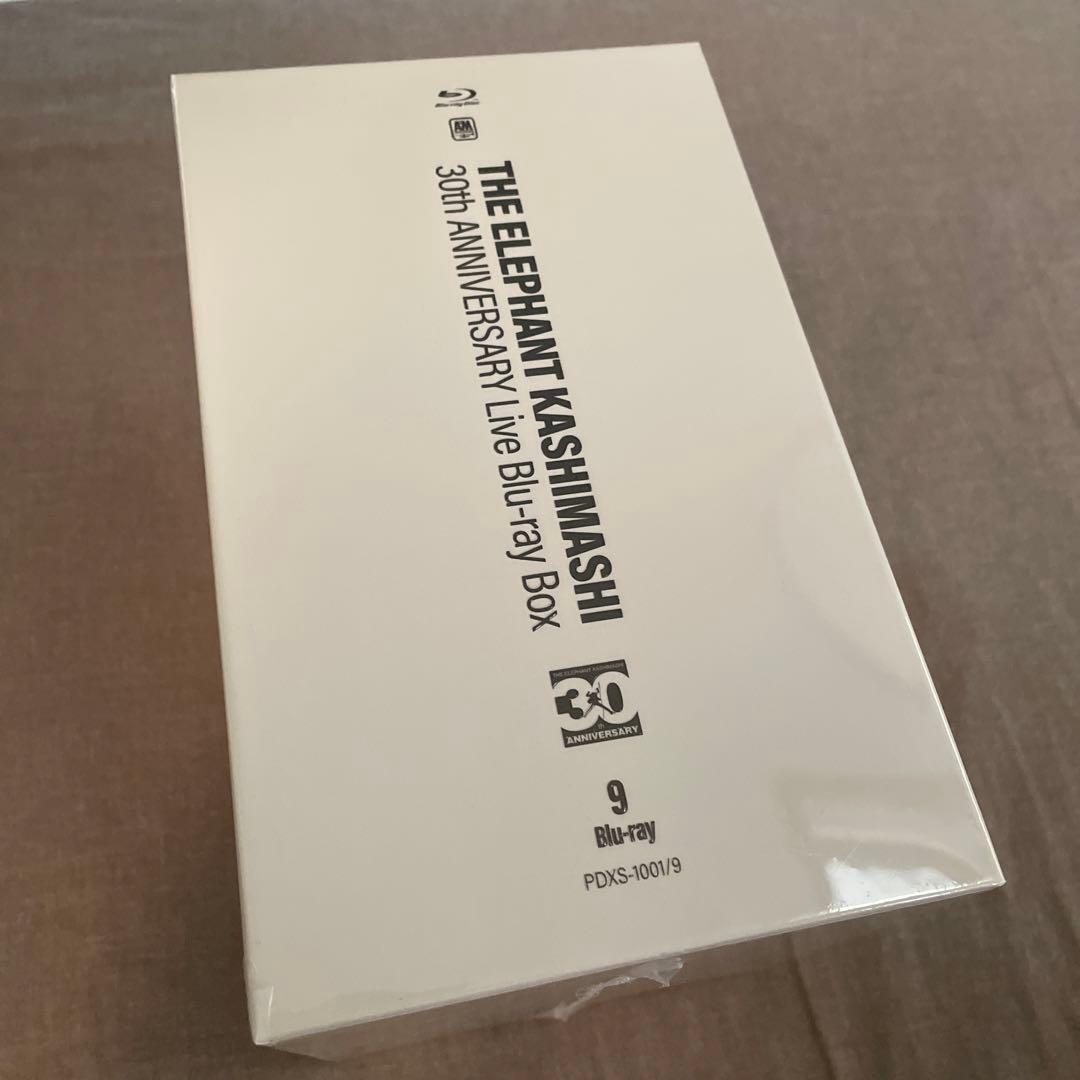 Blu-ray Disc
A&M
THE ELEPHANT KASHIMASHI
30th ANNIVERSARY Live Blu-ray Box
THE ELEPHANT KASHIMASHI
30
th
ANNIVERSARY
9
Blu-ray
PDXS-1001/9